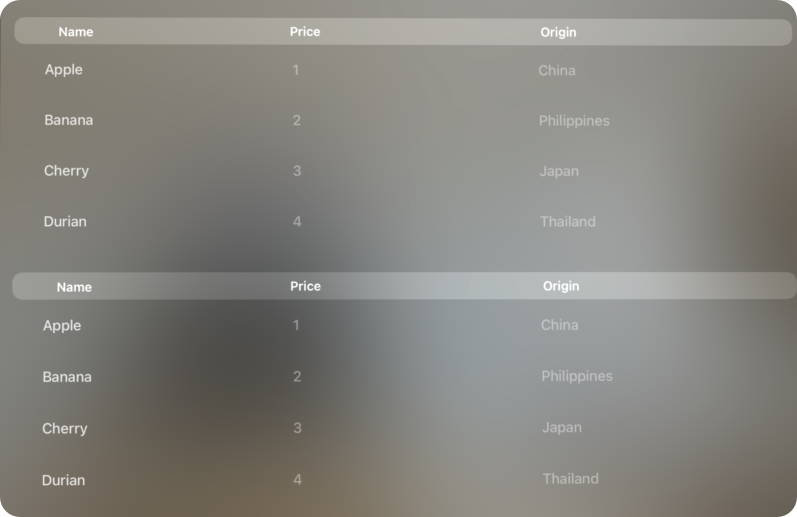 Name Price Origin
Apple 1 China
Banana 2 Philippines
Cherry 3 Japan
Durian 4 Thailand
Name Price Origin
Apple 1 China
Banana 2 Philippines
Cherry 3 Japan
Durian 4 Thailand